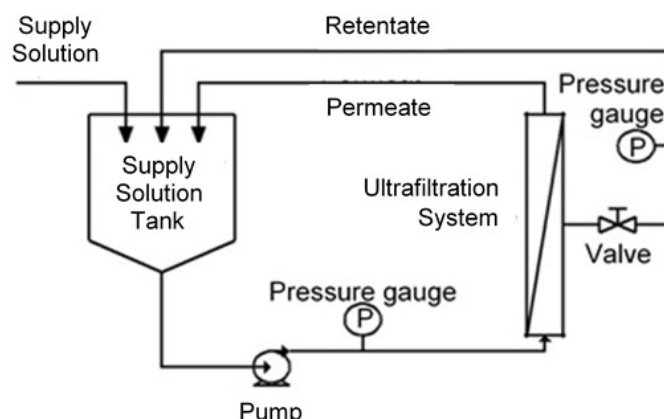 Supply
Solution
Retentate
Permeate
Pressure
gauge
P
Supply
Solution
Tank
Ultrafiltration
System
Valve
Pressure gauge
P
Pump